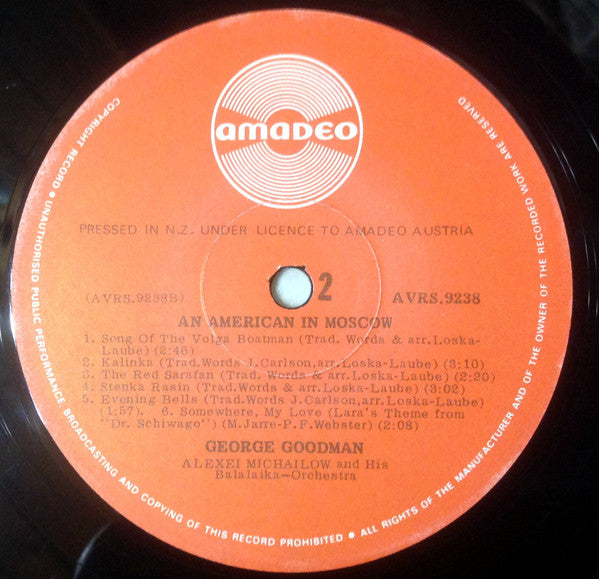 amadeo
PRESSED IN N.Z. UNDER LICENCE TO AMADEO AUSTRIA
(AVRS.9238B)
2
AVRS.9238
AN AMERICAN IN MOSCOW
1. Song Of The Volga Boatman (Trad. Words & arr.Loska-
Laube) (2:48)
2. Kalinka (Trad.Words J.Carlson,arr.Loska-Laube) (3:10)
3. The Red Sarafan (Trad. Words & arr.Loska-Laube) (2:20)
4. Stenka Rasin (Trad.Words & arr.Loska-Laube) (3:02)
5. Evening Bells (Trad.Words J.Carlson,arr.Loska-Laube)
(1:57). 6. Somewhere, My Love (Lara's Theme from
"Dr. Schiwago") (M.Jarre-P.F.Webster) (2:08)
GEORGE GOODMAN
ALEXEI MICHAILOW and His
Balalaika-Orchestra
COPYRIGHT RECORD • UNAUTHORISED PUBLIC PERFORMANCE BROADCASTING AND COPYING OF THIS RECORD PROHIBITED • ALL RIGHTS OF THE MANUFACTURER AND OF THE OWNER OF THE RECORDED WORK ARE RESERVED